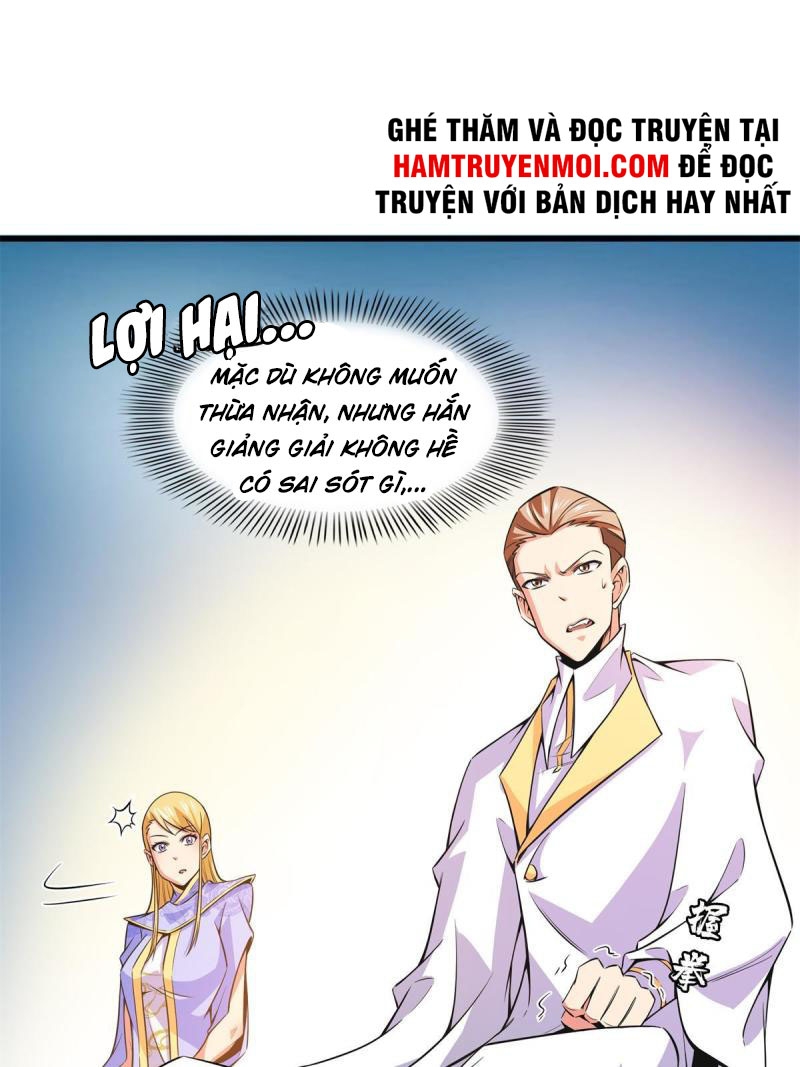 GHÉ THĂM VÀ ĐỌC TRUYỆN TẠI
HAMTRUYENMOI.COM ĐỂ ĐỌC
TRUYỆN VỚI BẢN DỊCH HAY NHẤT
LỢI HẠI...
MẶC DÙ KHÔNG MUỐN
THỪA NHẬN, NHƯNG HẮN
GIẢNG GIẢI KHÔNG HỀ
CÓ SAI SÓT GÌ,...
握
拳